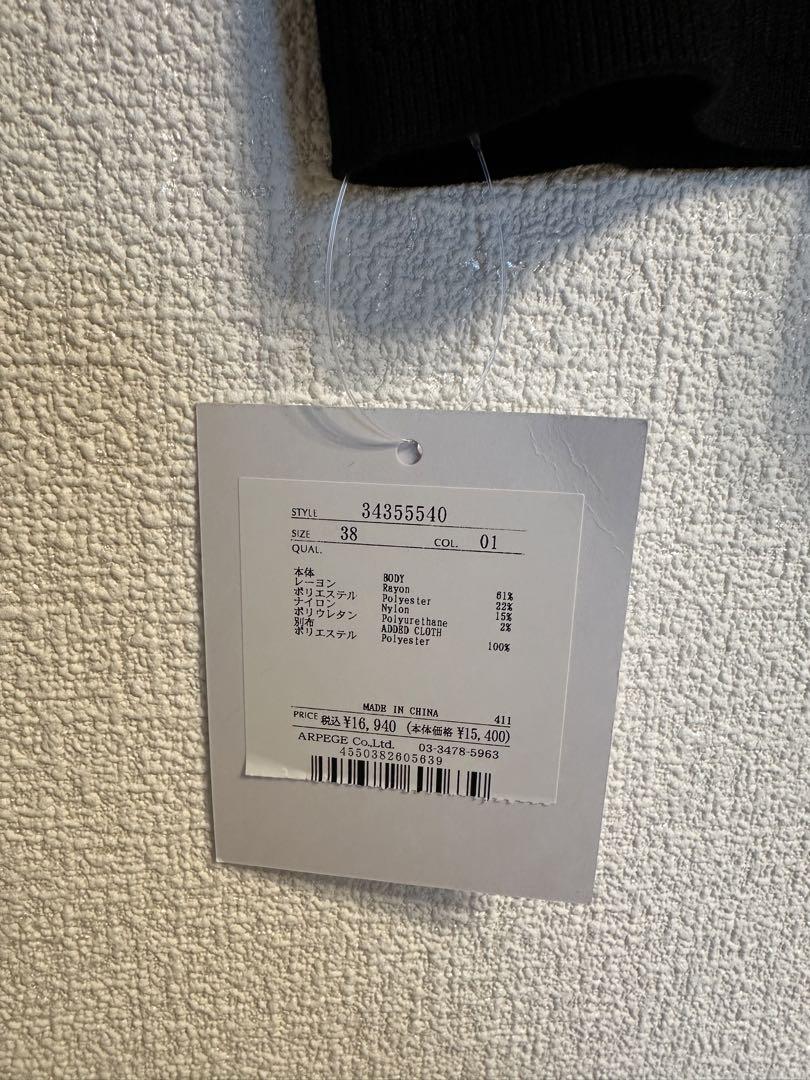 STYLE 34355540
SIZE 38 COL. 01
QUAL.
本体 BODY
レーヨン Rayon 61%
ポリエステル Polyester 22%
ナイロン Nylon 15%
ポリウレタン Polyurethane 2%
別布 ADDED CLOTH
ポリエステル Polyester 100%
MADE IN CHINA 411
PRICE 税込 ¥16,940 (本体価格 ¥15,400)
ARPEGE Co.,Ltd. 03-3478-5963
4550382605639